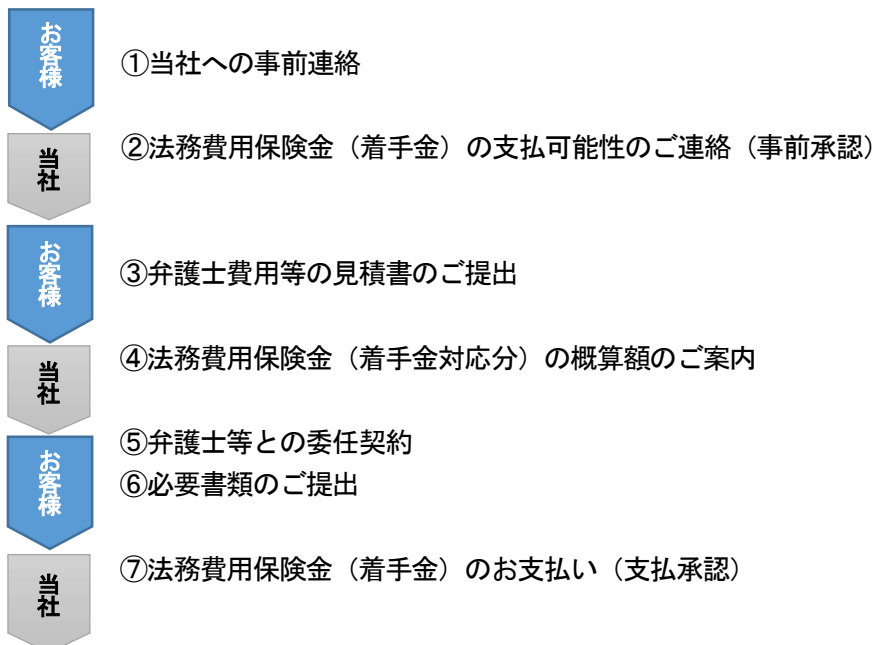 お客様
①当社への事前連絡
当社
②法務費用保険金（着手金）の支払可能性のご連絡（事前承認）
お客様
③弁護士費用等の見積書のご提出
当社
④法務費用保険金（着手金対応分）の概算額のご案内
お客様
⑤弁護士等との委任契約
⑥必要書類のご提出
当社
⑦法務費用保険金（着手金）のお支払い（支払承認）